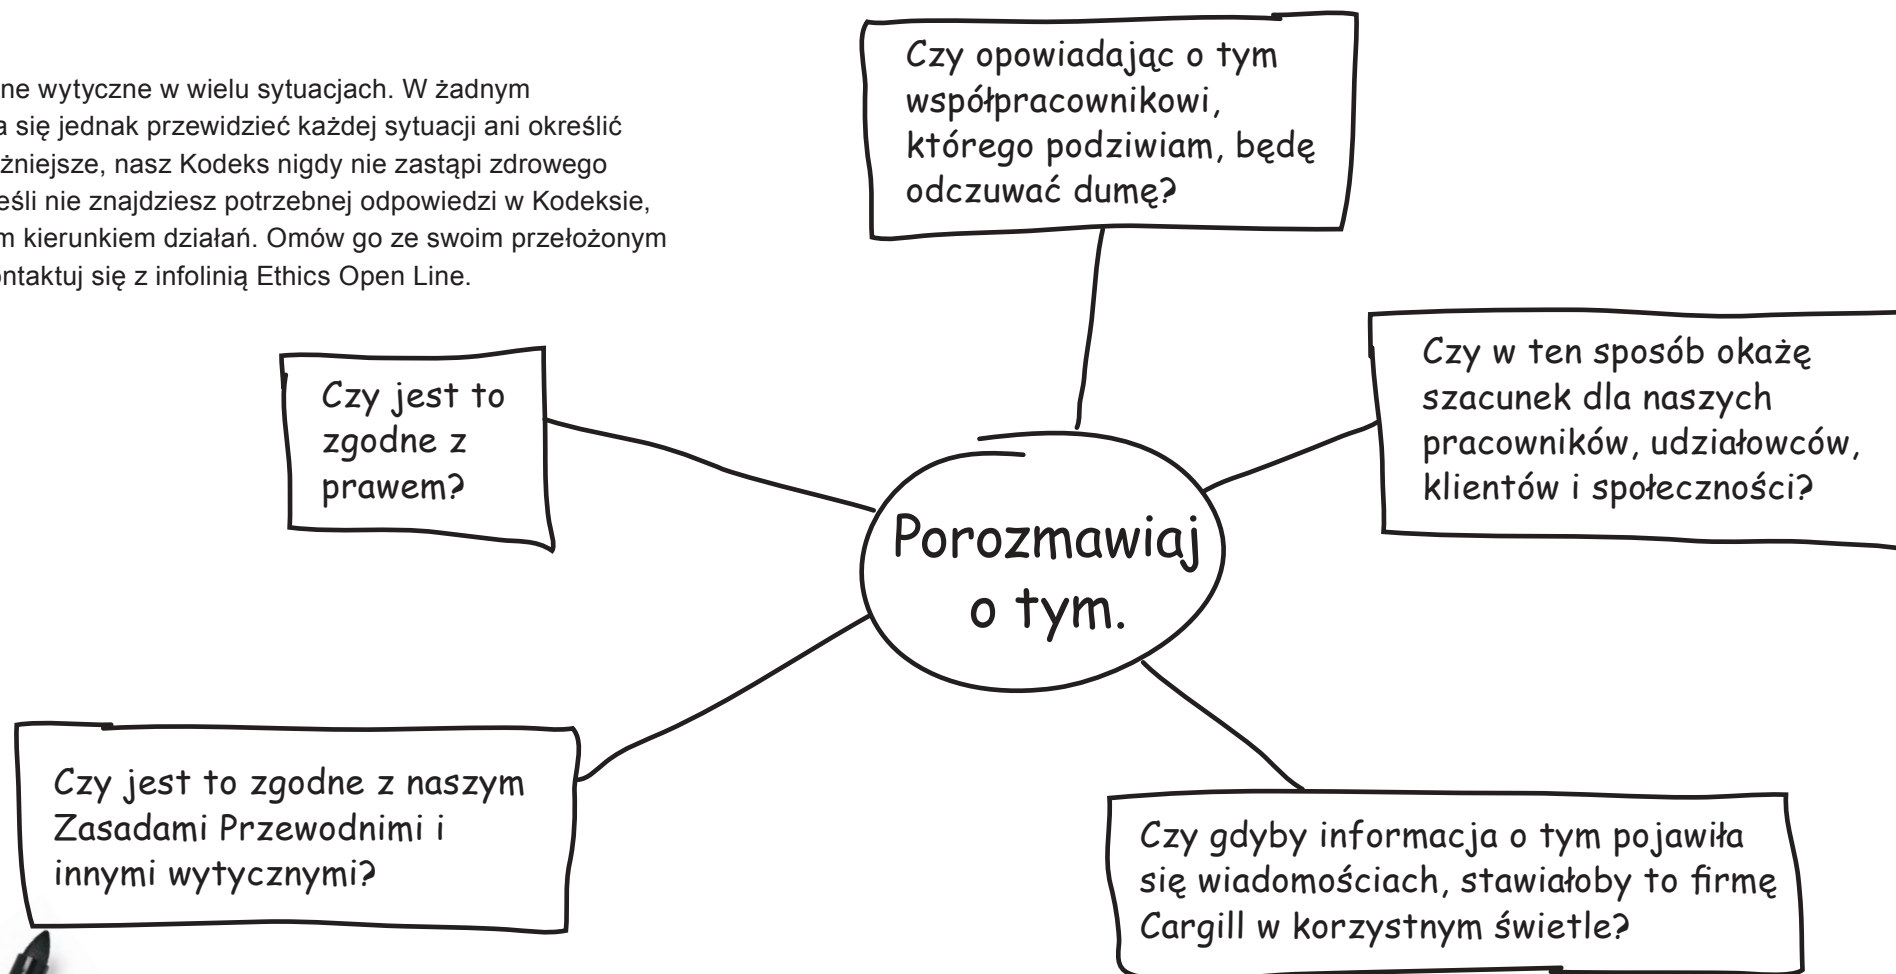 ne wytyczne w wielu sytuacjach. W żadnym
a się jednak przewidzieć każdej sytuacji ani określić
żniejsze, nasz Kodeks nigdy nie zastąpi zdrowego
eśli nie znajdziesz potrzebnej odpowiedzi w Kodeksie,
m kierunkiem działań. Omów go ze swoim przełożonym
ontaktuj się z infolinią Ethics Open Line.
Czy opowiadając o tym
współpracownikowi,
którego podziwiam, będę
odczuwać dumę?
Czy w ten sposób okażę
szacunek dla naszych
pracowników, udziałowców,
klientów i społeczności?
Czy jest to
zgodne z
prawem?
Porozmawiaj
o tym.
Czy jest to zgodne z naszym
Zasadami Przewodnimi i
innymi wytycznymi?
Czy gdyby informacja o tym pojawiła
się wiadomościach, stawiałoby to firmę
Cargill w korzystnym świetle?